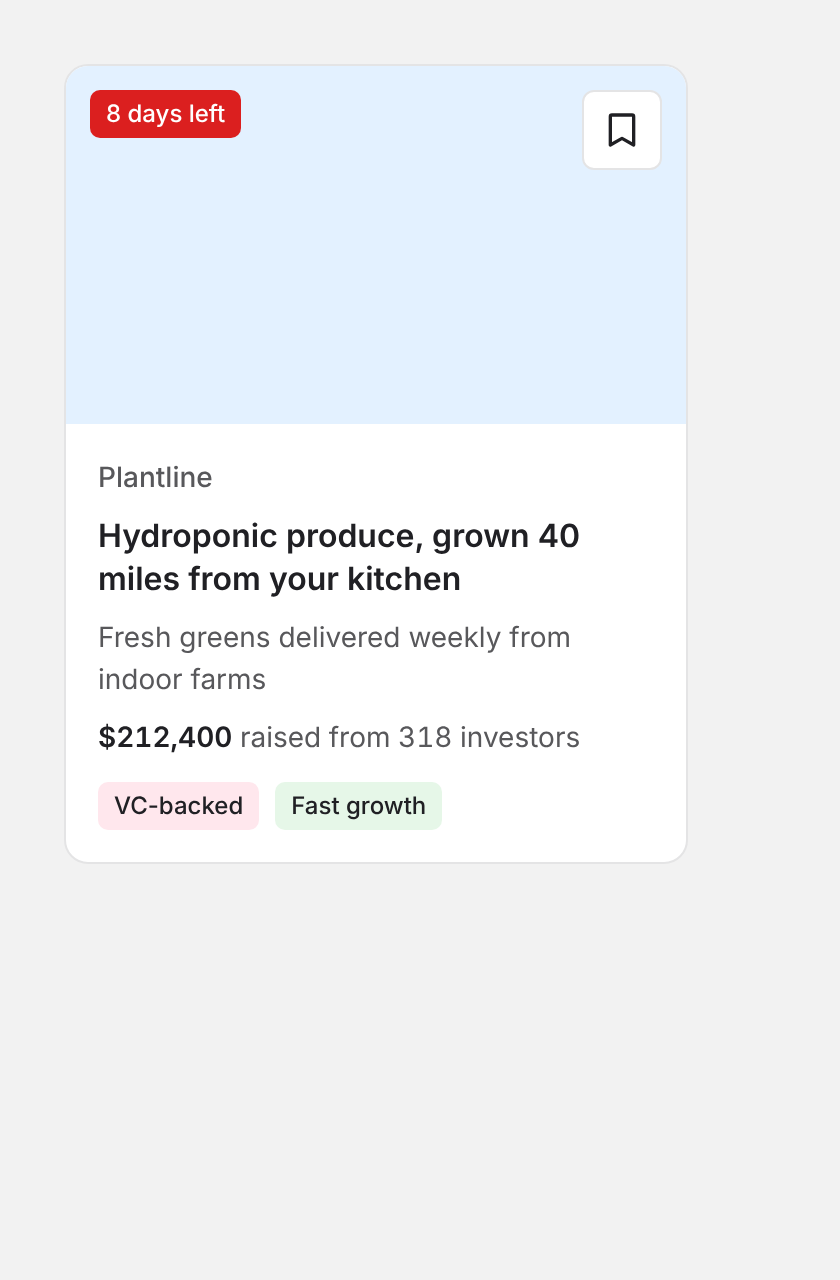 8 days left
Plantline
Hydroponic produce, grown 40
miles from your kitchen
Fresh greens delivered weekly from
indoor farms
$212,400 raised from 318 investors
VC-backed
Fast growth